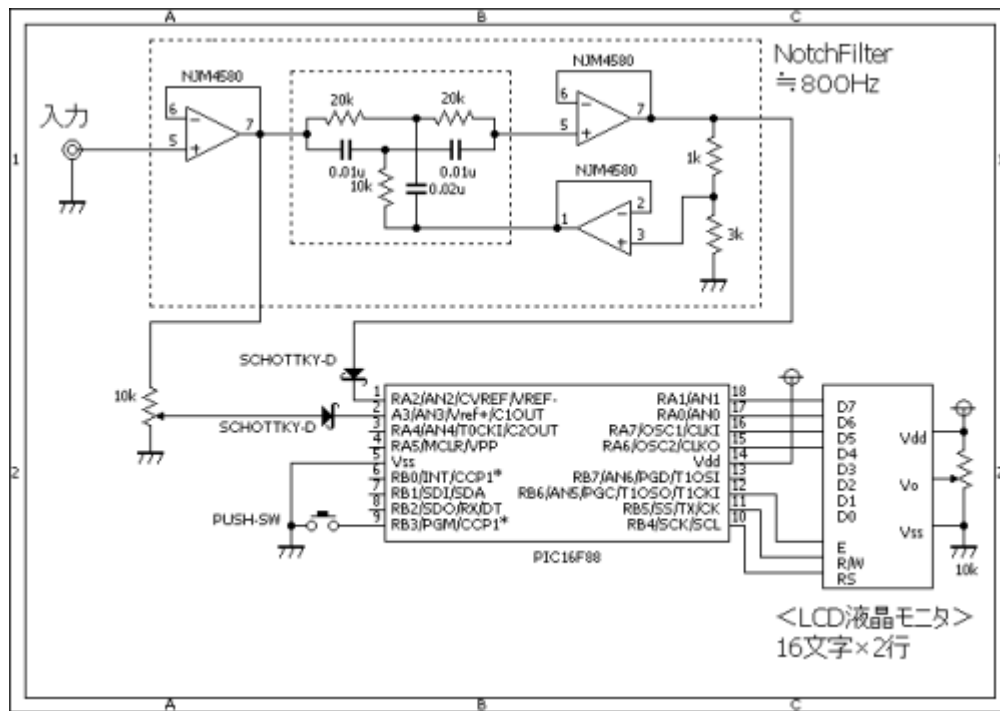 A B C
NotchFilter
≒800Hz
NJM4580
6
5
7
入力
20k 20k
0.01u 0.01u
10k
0.02u
NJM4580
6
5
7
1k
NJM4580
1
2
3
3k
1
1
SCHOTTKY-D
10k
SCHOTTKY-D
1 RA2/AN2/CVREF/VREF-
2 A3/AN3/Vref+/C1OUT
3 RA4/AN4/T0CKI/C2OUT
4 RA5/MCLR/VPP
5 Vss
6 RB0/INT/CCP1*
7 RB1/SDI/SDA
8 RB2/SDO/RX/DT
9 RB3/PGM/CCP1*
RA1/AN1 18
RA0/AN0 17
RA7/OSC1/CLKI 16
RA6/OSC2/CLKO 15
Vdd 14
RB7/AN6/PGD/T1OSI 13
RB6/AN5/PGC/T1OSO/T1CKI 12
RB5/SS/TX/CK 11
RB4/SCK/SCL 10
PIC16F88
PUSH-SW
D7
D6
D5
D4
D3
D2
D1
D0
E
R/W
RS
Vdd
Vo
Vss
10k
2
2
<LCD液晶モニタ>
16文字×2行
A B C